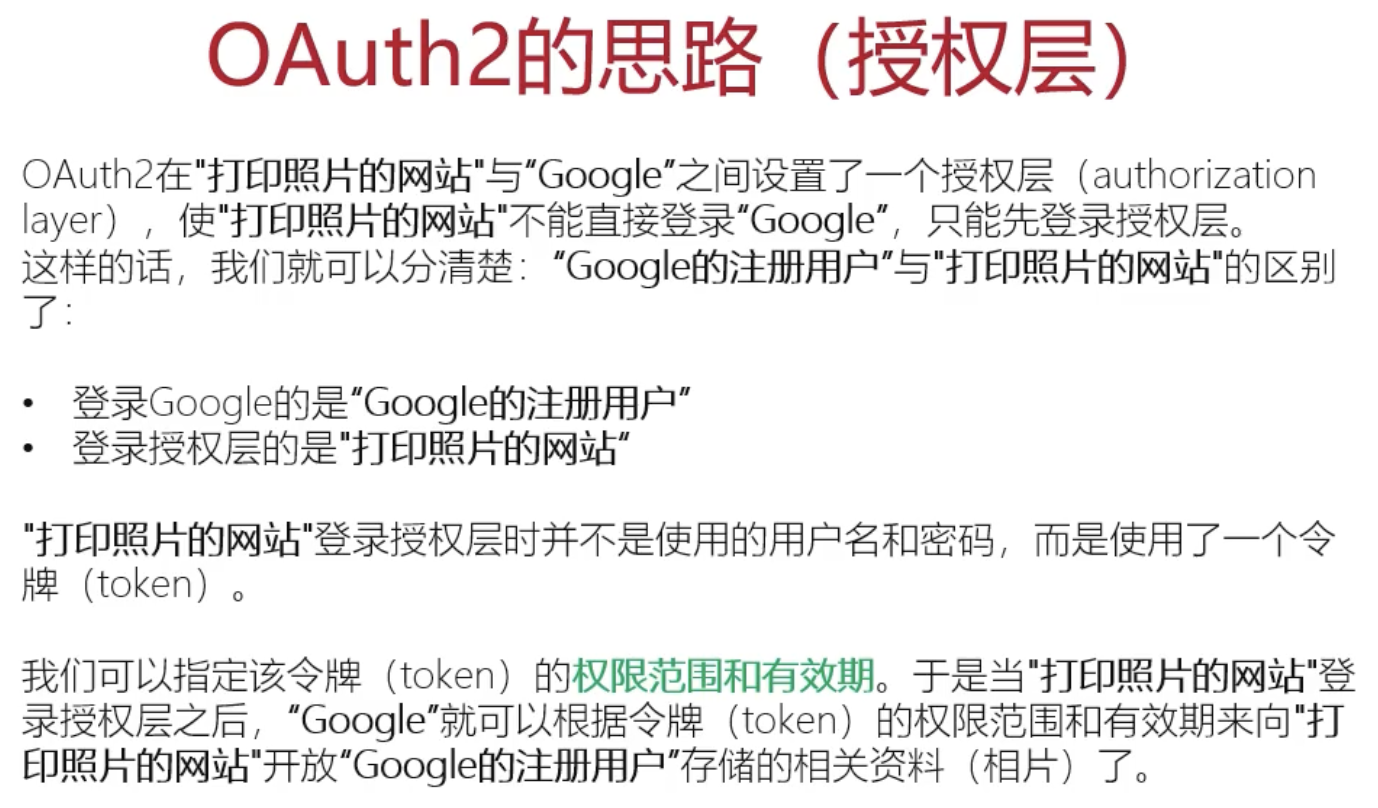 OAuth2的思路（授权层）
OAuth2在"打印照片的网站"与“Google”之间设置了一个授权层（authorization
layer），使"打印照片的网站"不能直接登录“Google”，只能先登录授权层。
这样的话，我们就可以分清楚：“Google的注册用户”与"打印照片的网站"的区别
了：
• 登录Google的是“Google的注册用户”
• 登录授权层的是"打印照片的网站“
"打印照片的网站"登录授权层时并不是使用的用户名和密码，而是使用了一个令
牌（token）。
我们可以指定该令牌（token）的权限范围和有效期。于是当"打印照片的网站"登
录授权层之后，“Google”就可以根据令牌（token）的权限范围和有效期来向"打
印照片的网站"开放“Google的注册用户”存储的相关资料（相片）了。